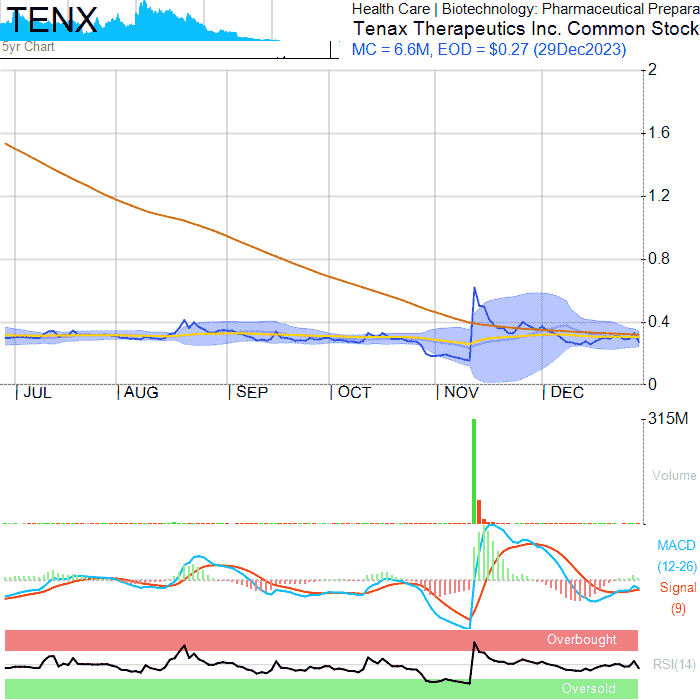 TENX
5yr Chart
Health Care | Biotechnology: Pharmaceutical Prepara
Tenax Therapeutics Inc. Common Stock
MC = 6.6M, EOD = $0.27 (29Dec2023)
2
1.6
1.2
0.8
0.4
0
JUL AUG SEP OCT NOV DEC
315M
Volume
MACD
(12-26)
Signal
(9)
Overbought
RSI(14)
Oversold